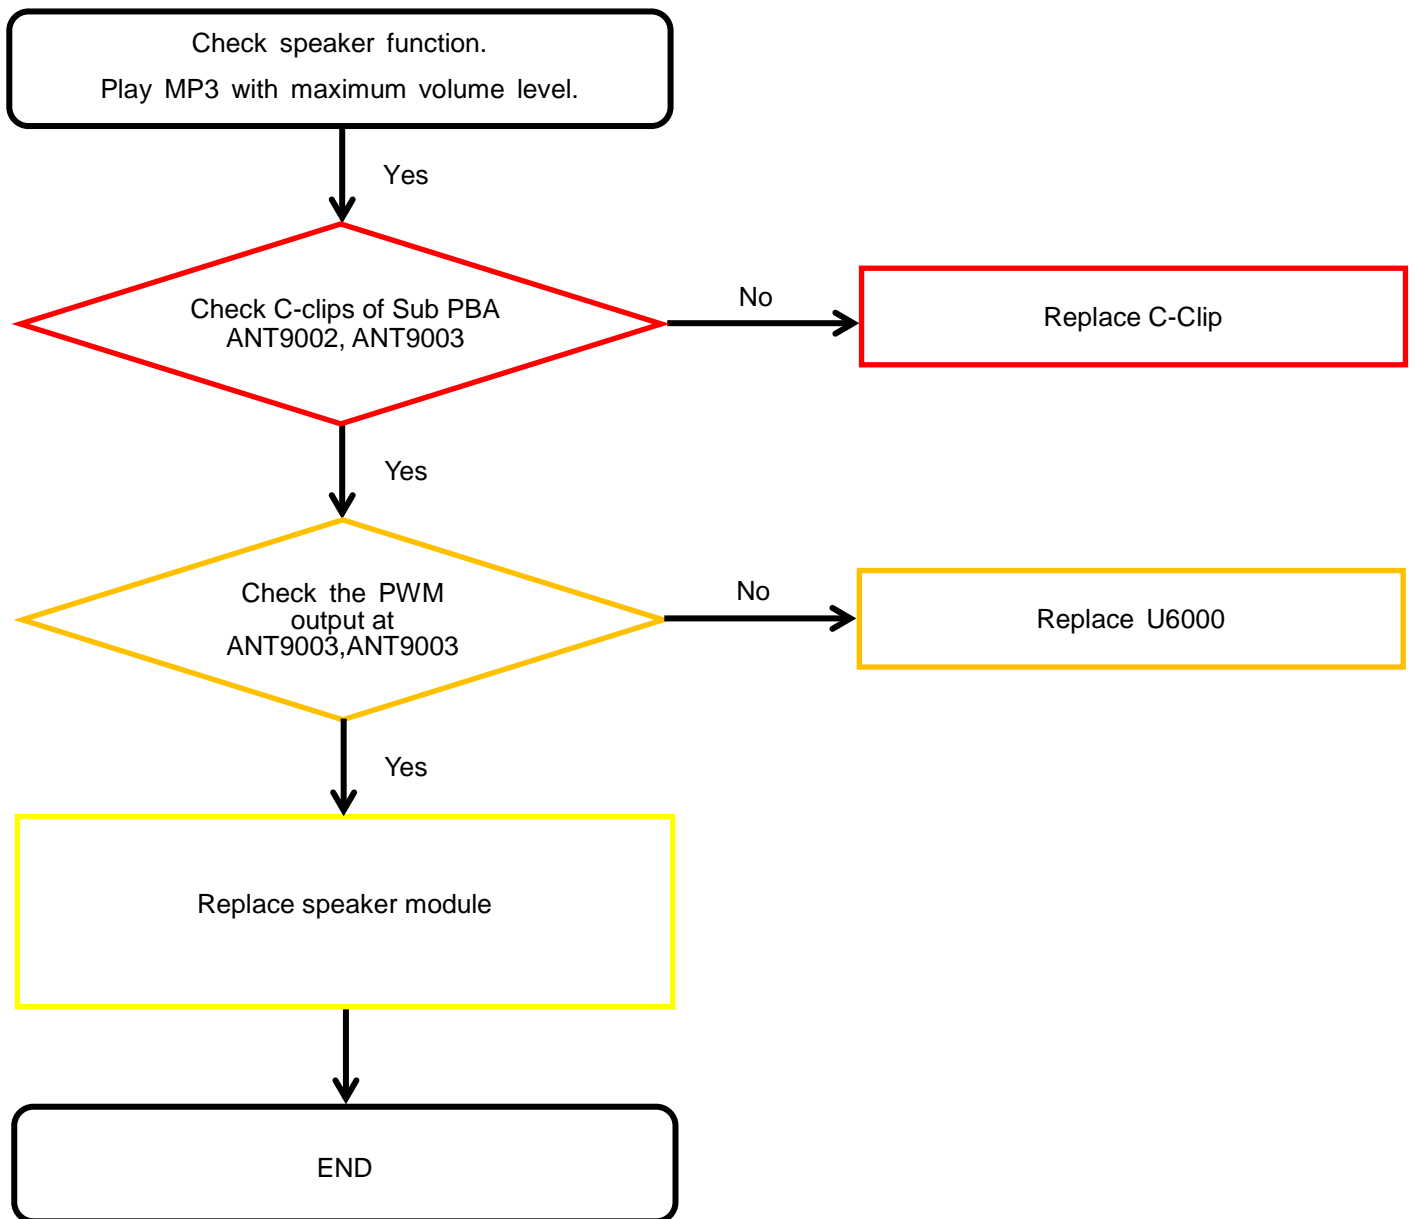 Check speaker function.
Play MP3 with maximum volume level.
Yes
Check C-clips of Sub PBA
ANT9002, ANT9003
No
Replace C-Clip
Yes
Check the PWM
output at
ANT9003,ANT9003
No
Replace U6000
Yes
Replace speaker module
END